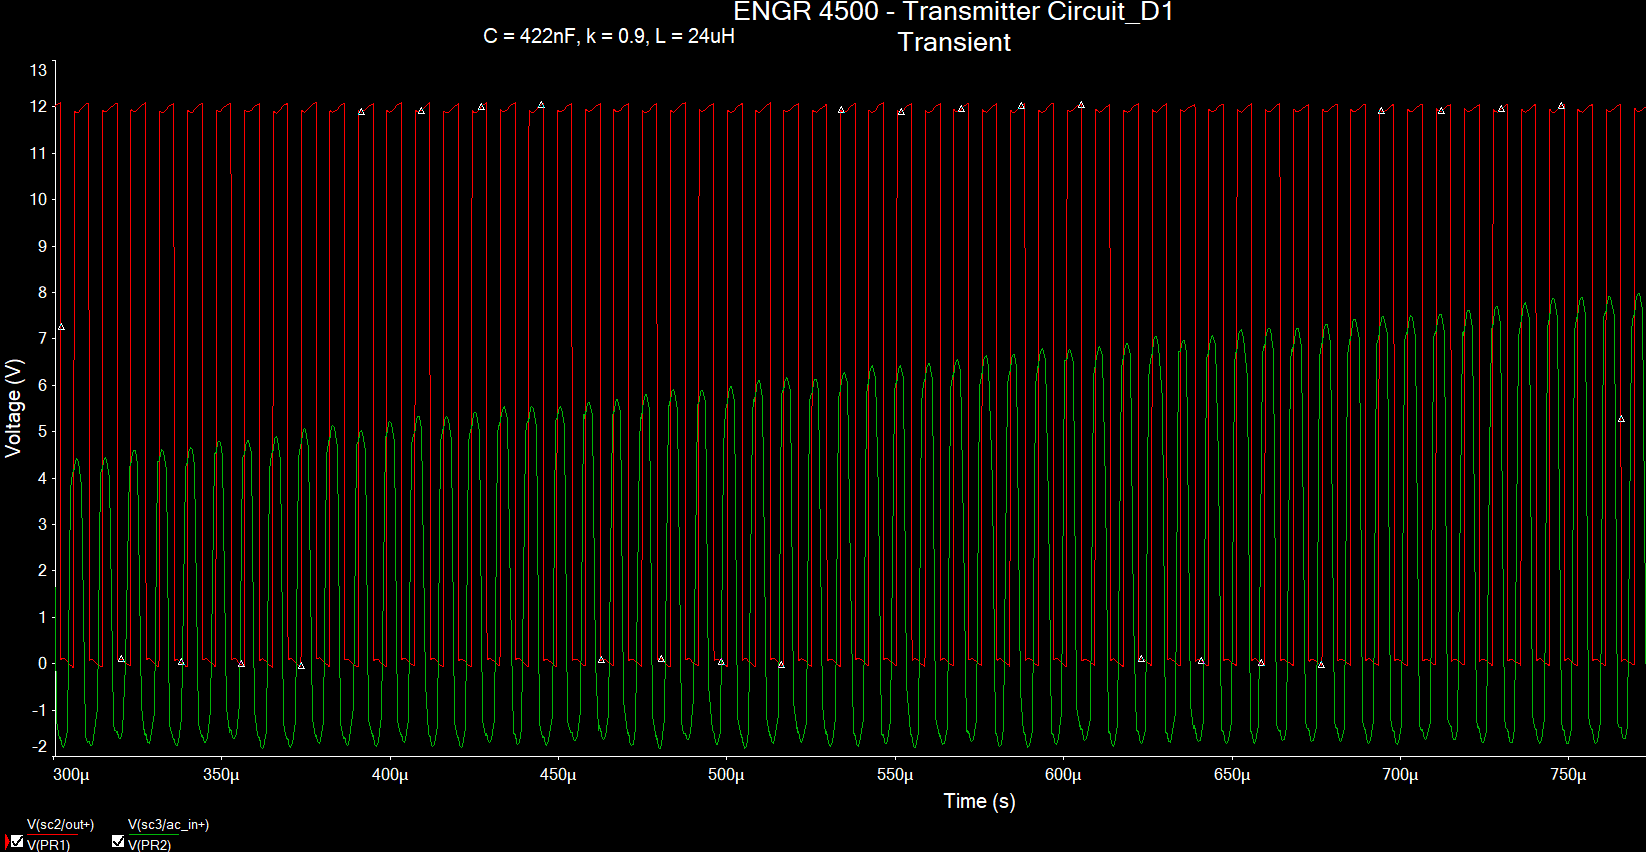 ENGR 4500 - Transmitter Circuit_D1
C = 422nF, k = 0.9, L = 24uH
Transient
13
12
11
10
9
8
7
6
5
4
3
2
1
0
-1
-2
Voltage (V)
300µ 350µ 400µ 450µ 500µ 550µ 600µ 650µ 700µ 750µ
Time (s)
V(sc2/out+) V(sc3/ac_in+)
V(PR1) V(PR2)